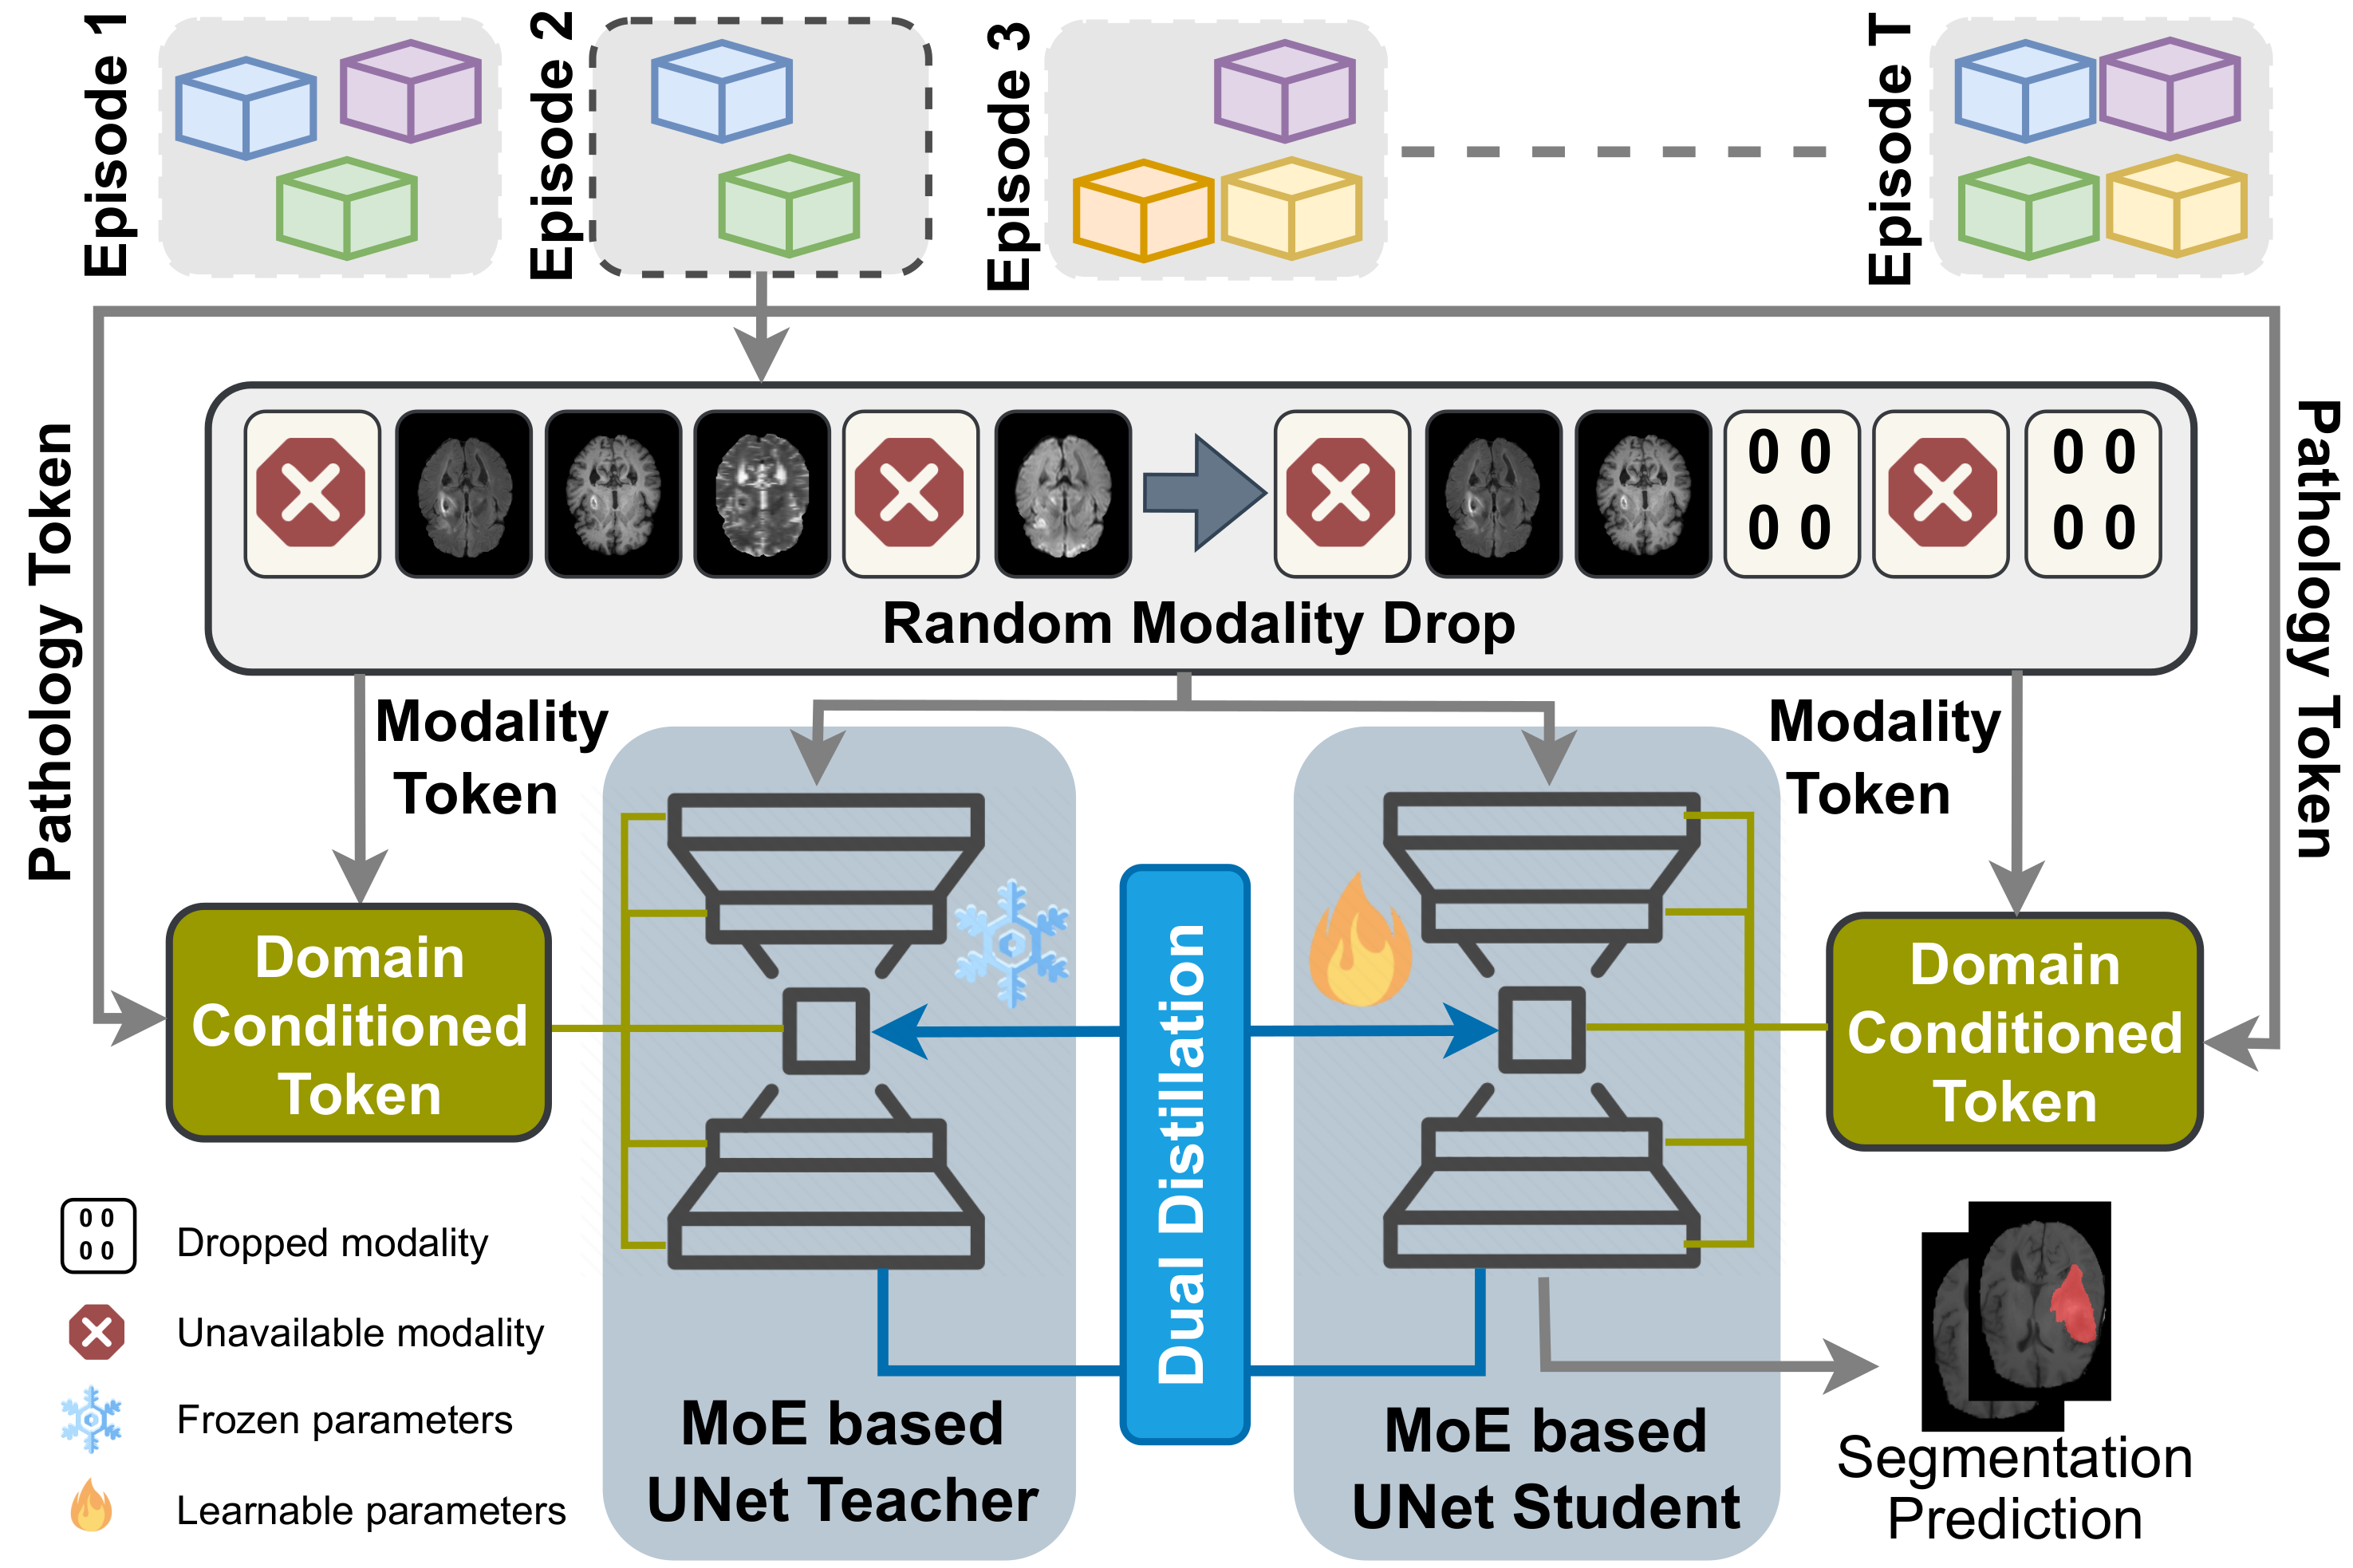 Episode 1
Episode 2
Episode 3
Episode T
Pathology Token
Pathology Token
0 0
0 0
0 0
0 0
Random Modality Drop
Modality
Token
Modality
Token
Domain
Conditioned
Token
Dual Distillation
Domain
Conditioned
Token
0 0
0 0
Dropped modality
Unavailable modality
Frozen parameters
Learnable parameters
MoE based
UNet Teacher
MoE based
UNet Student
Segmentation
Prediction